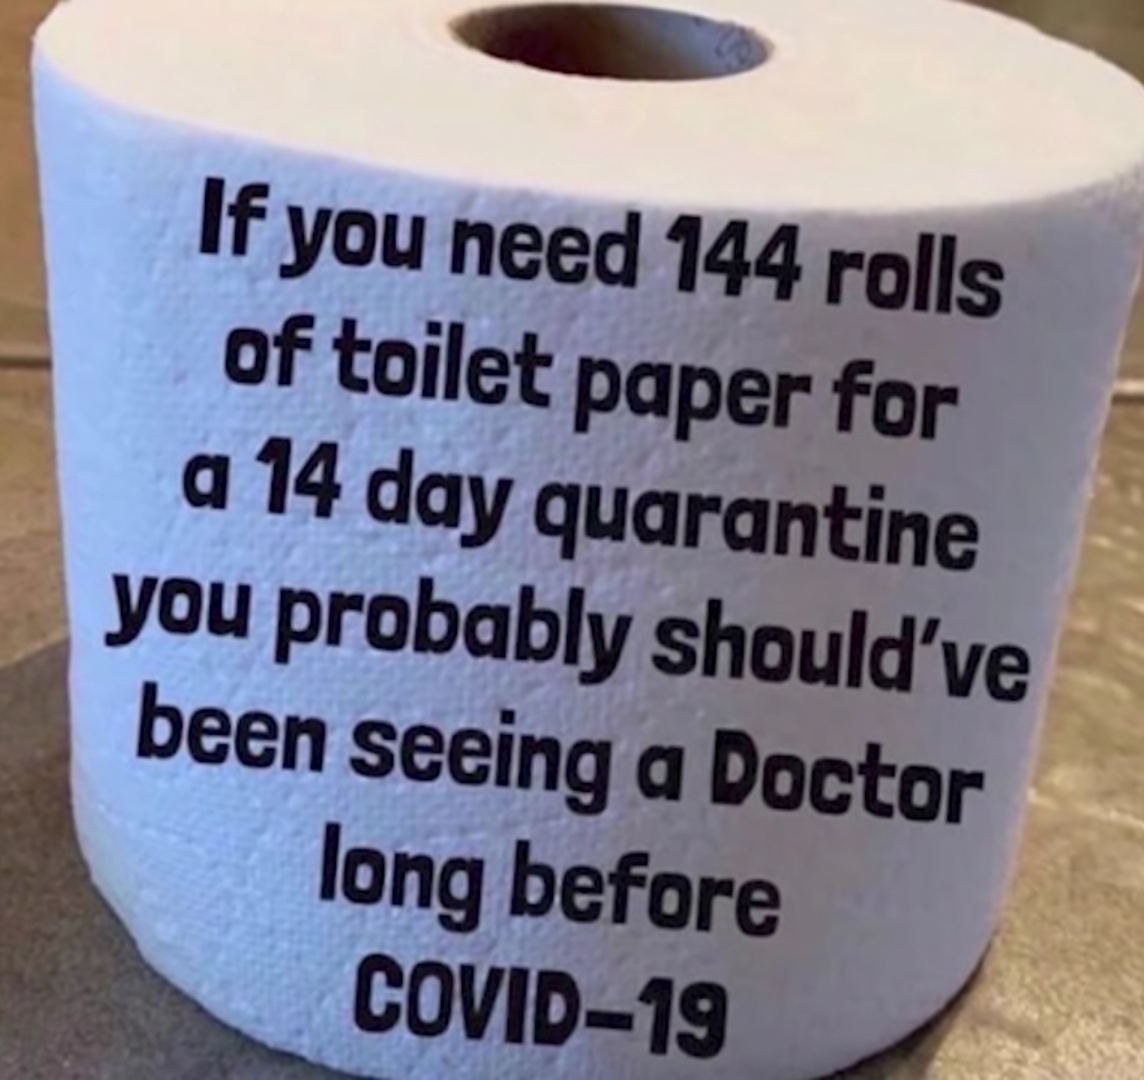 If you need 144 rolls
of toilet paper for
a 14 day quarantine
you probably should've
been seeing a Doctor
long before
COVID-19